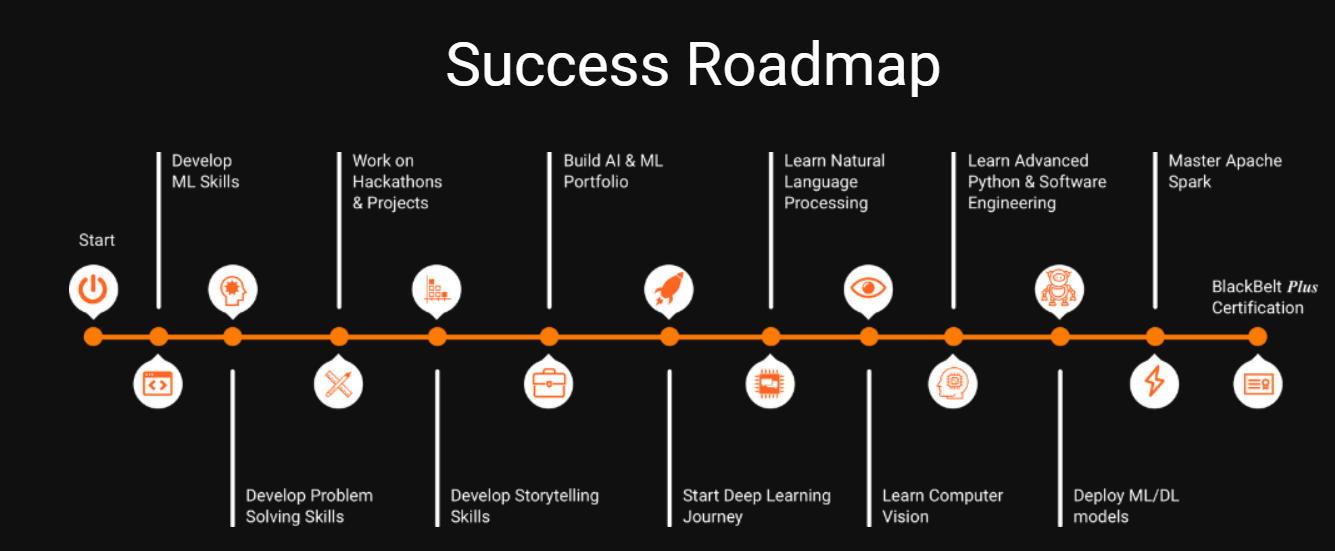 Success Roadmap
Start
Develop
ML Skills
Develop Problem
Solving Skills
Work on
Hackathons
& Projects
Develop Storytelling
Skills
Build AI & ML
Portfolio
Start Deep Learning
Journey
Learn Natural
Language
Processing
Learn Computer
Vision
Learn Advanced
Python & Software
Engineering
Deploy ML/DL
models
Master Apache
Spark
BlackBelt Plus
Certification